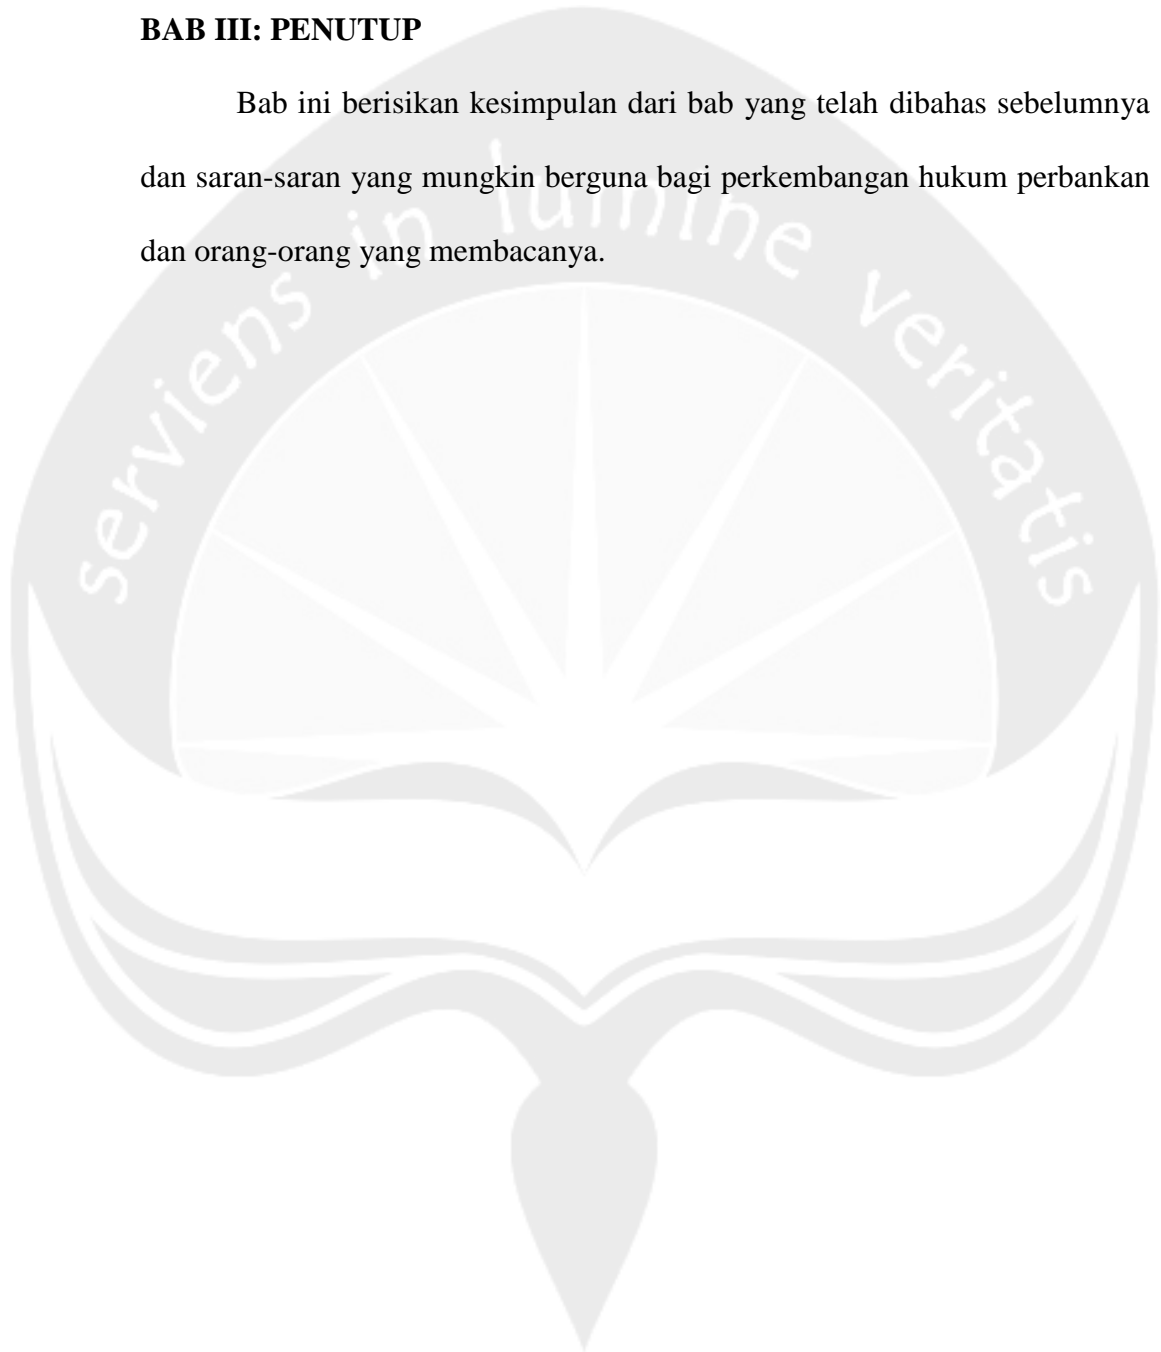 BAB III: PENUTUP
Bab ini berisikan kesimpulan dari bab yang telah dibahas sebelumnya
dan saran-saran yang mungkin berguna bagi perkembangan hukum perbankan
dan orang-orang yang membacanya.
serviens in lumine veritatis